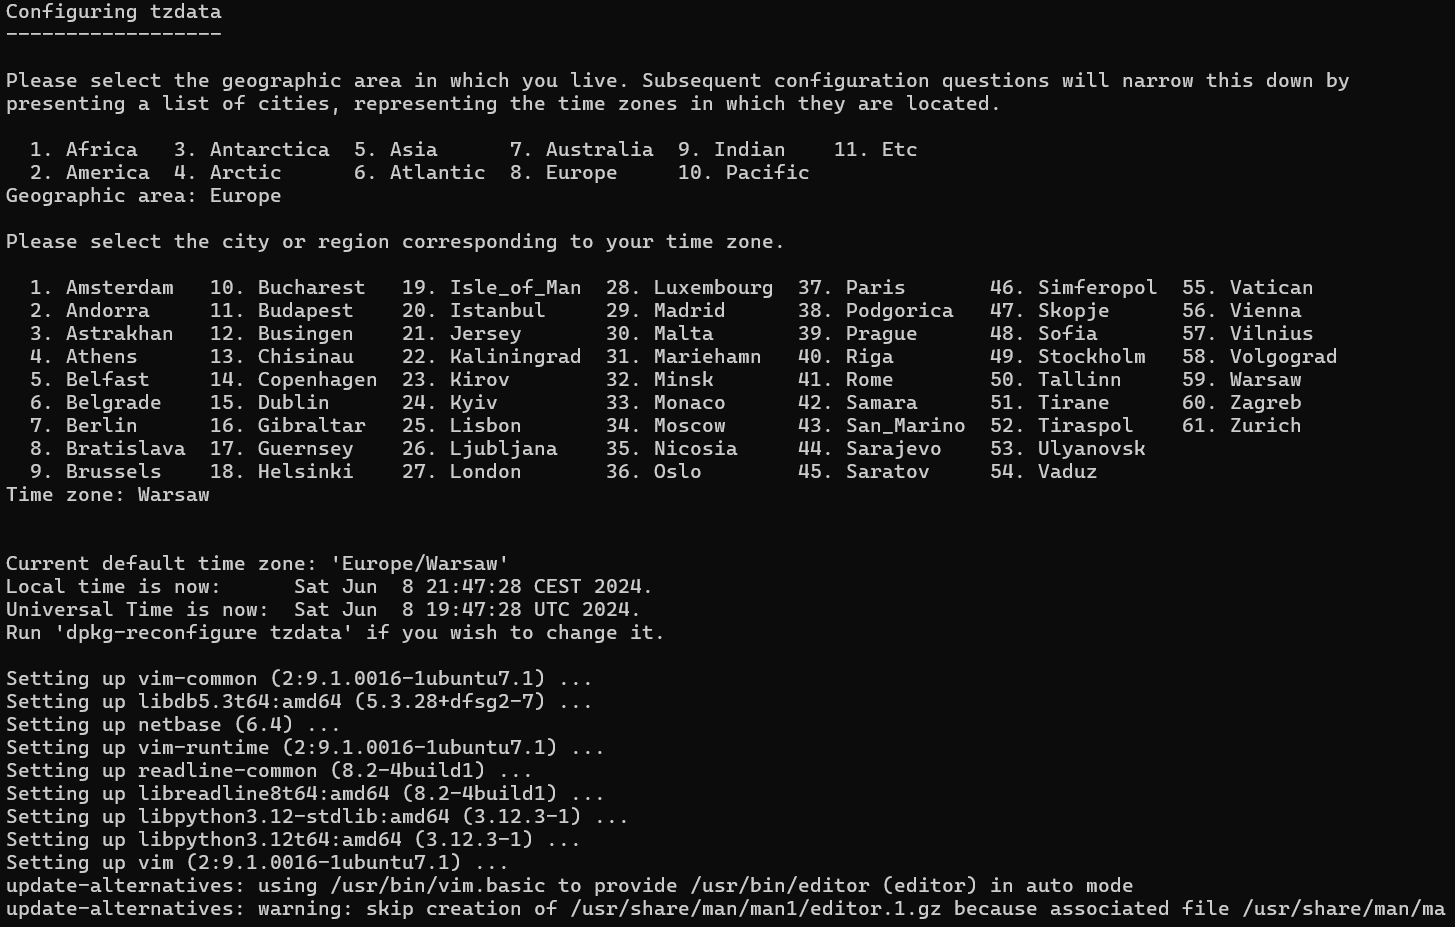 Configuring tzdata
------------------
Please select the geographic area in which you live. Subsequent configuration questions will narrow this down by
presenting a list of cities, representing the time zones in which they are located.
  1. Africa   3. Antarctica  5. Asia      7. Australia  9. Indian    11. Etc
  2. America  4. Arctic      6. Atlantic  8. Europe     10. Pacific
Geographic area: Europe
Please select the city or region corresponding to your time zone.
  1. Amsterdam   10. Bucharest   19. Isle_of_Man  28. Luxembourg  37. Paris       46. Simferopol  55. Vatican
  2. Andorra     11. Budapest    20. Istanbul     29. Madrid      38. Podgorica   47. Skopje      56. Vienna
  3. Astrakhan   12. Busingen    21. Jersey       30. Malta       39. Prague      48. Sofia       57. Vilnius
  4. Athens      13. Chisinau    22. Kaliningrad  31. Mariehamn   40. Riga        49. Stockholm   58. Volgograd
  5. Belfast     14. Copenhagen  23. Kirov        32. Minsk       41. Rome        50. Tallinn     59. Warsaw
  6. Belgrade    15. Dublin      24. Kyiv         33. Monaco      42. Samara      51. Tirane      60. Zagreb
  7. Berlin      16. Gibraltar   25. Lisbon       34. Moscow      43. San_Marino  52. Tiraspol    61. Zurich
  8. Bratislava  17. Guernsey    26. Ljubljana    35. Nicosia     44. Sarajevo    53. Ulyanovsk
  9. Brussels    18. Helsinki    27. London       36. Oslo        45. Saratov     54. Vaduz
Time zone: Warsaw
Current default time zone: 'Europe/Warsaw'
Local time is now:      Sat Jun  8 21:47:28 CEST 2024.
Universal Time is now:  Sat Jun  8 19:47:28 UTC 2024.
Run 'dpkg-reconfigure tzdata' if you wish to change it.
Setting up vim-common (2:9.1.0016-1ubuntu7.1) ...
Setting up libdb5.3t64:amd64 (5.3.28+dfsg2-7) ...
Setting up netbase (6.4) ...
Setting up vim-runtime (2:9.1.0016-1ubuntu7.1) ...
Setting up readline-common (8.2-4build1) ...
Setting up libreadline8t64:amd64 (8.2-4build1) ...
Setting up libpython3.12-stdlib:amd64 (3.12.3-1) ...
Setting up libpython3.12t64:amd64 (3.12.3-1) ...
Setting up vim (2:9.1.0016-1ubuntu7.1) ...
update-alternatives: using /usr/bin/vim.basic to provide /usr/bin/editor (editor) in auto mode
update-alternatives: warning: skip creation of /usr/share/man/man1/editor.1.gz because associated file /usr/share/man/ma